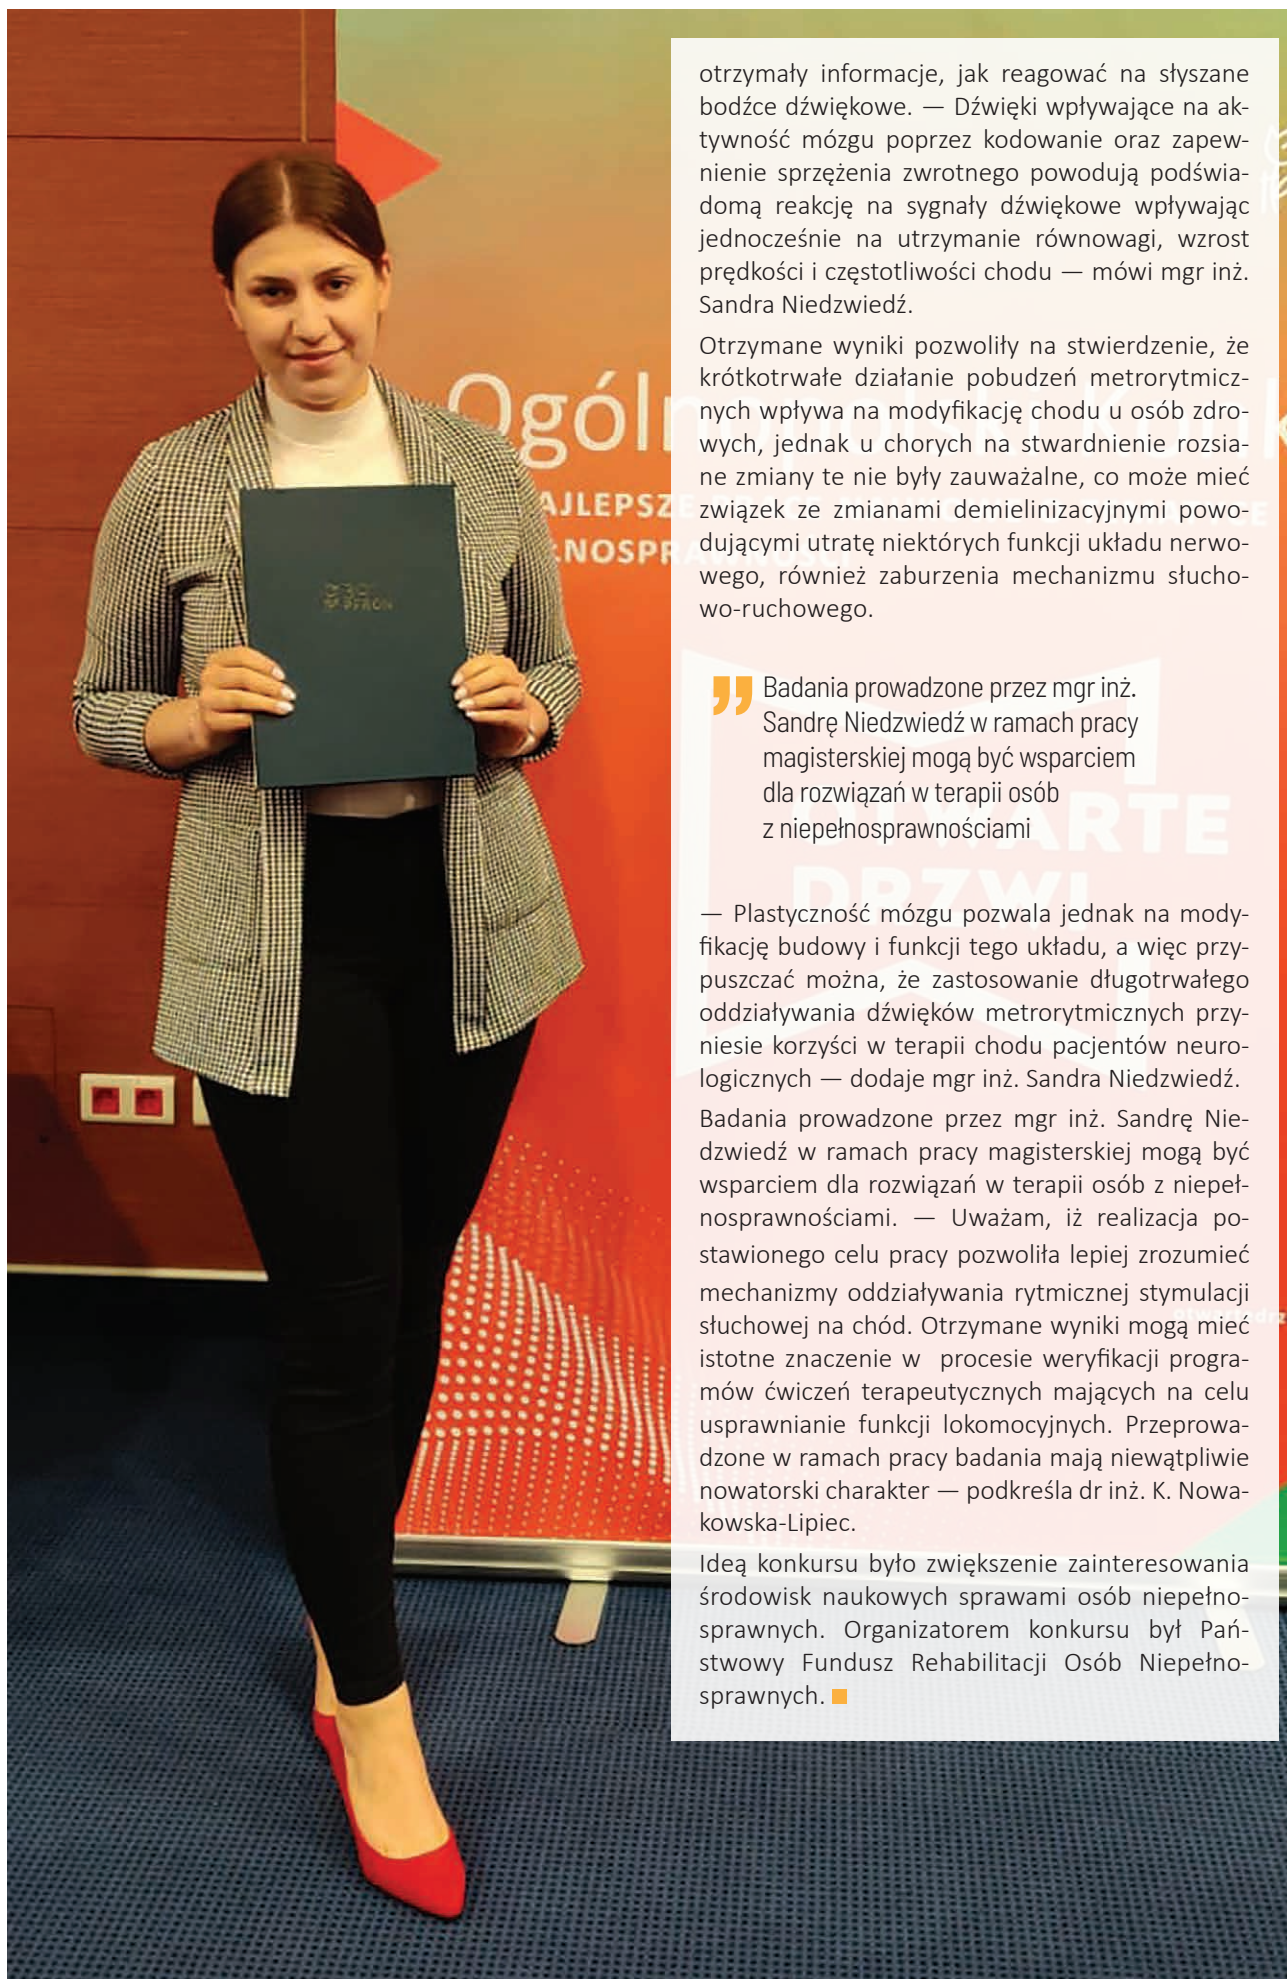 otrzymały informacje, jak reagować na słyszane
bodźce dźwiękowe. — Dźwięki wpływające na ak-
tywność mózgu poprzez kodowanie oraz zapew-
nienie sprzężenia zwrotnego powodują podświa-
domą reakcję na sygnały dźwiękowe wpływając
jednocześnie na utrzymanie równowagi, wzrost
prędkości i częstotliwości chodu — mówi mgr inż.
Sandra Niedzwiedź.
Otrzymane wyniki pozwoliły na stwierdzenie, że
krótkotrwałe działanie pobudzeń metrorytmicz-
nych wpływa na modyfikację chodu u osób zdro-
wych, jednak u chorych na stwardnienie rozsia-
ne zmiany te nie były zauważalne, co może mieć
związek ze zmianami demielinizacyjnymi powo-
dującymi utratę niektórych funkcji układu nerwo-
wego, również zaburzenia mechanizmu słucho-
wo-ruchowego.
Badania prowadzone przez mgr inż.
Sandrę Niedzwiedź w ramach pracy
magisterskiej mogą być wsparciem
dla rozwiązań w terapii osób
z niepełnosprawnościami
— Plastyczność mózgu pozwala jednak na mody-
fikację budowy i funkcji tego układu, a więc przy-
puszczać można, że zastosowanie długotrwałego
oddziaływania dźwięków metrorytmicznych przy-
niesie korzyści w terapii chodu pacjentów neuro-
logicznych — dodaje mgr inż. Sandra Niedzwiedź.
Badania prowadzone przez mgr inż. Sandrę Nie-
dzwiedź w ramach pracy magisterskiej mogą być
wsparciem dla rozwiązań w terapii osób z niepeł-
nosprawnościami. — Uważam, iż realizacja po-
stawionego celu pracy pozwoliła lepiej zrozumieć
mechanizmy oddziaływania rytmicznej stymulacji
słuchowej na chód. Otrzymane wyniki mogą mieć
istotne znaczenie w procesie weryfikacji progra-
mów ćwiczeń terapeutycznych mających na celu
usprawnianie funkcji lokomocyjnych. Przeprowa-
dzone w ramach pracy badania mają niewątpliwie
nowatorski charakter — podkreśla dr inż. K. Nowa-
kowska-Lipiec.
Ideą konkursu było zwiększenie zainteresowania
środowisk naukowych sprawami osób niepełno-
sprawnych. Organizatorem konkursu był Pań-
stwowy Fundusz Rehabilitacji Osób Niepełno-
sprawnych.
Ogólnopolski Konk
AJLEPSZE PRACE NAUKOWE O TEMATYCE
ŁNOSPRAWNOŚCI
PFRON
OTWARTE
DRZWI